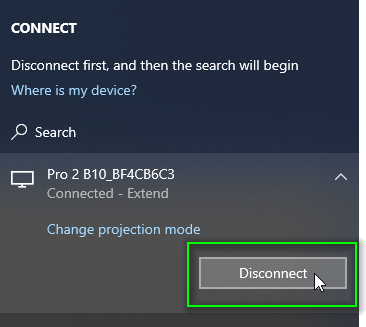 CONNECT
Disconnect first, and then the search will begin
Where is my device?
Search
Pro 2 B10_BF4CB6C3
Connected - Extend
Change projection mode
Disconnect